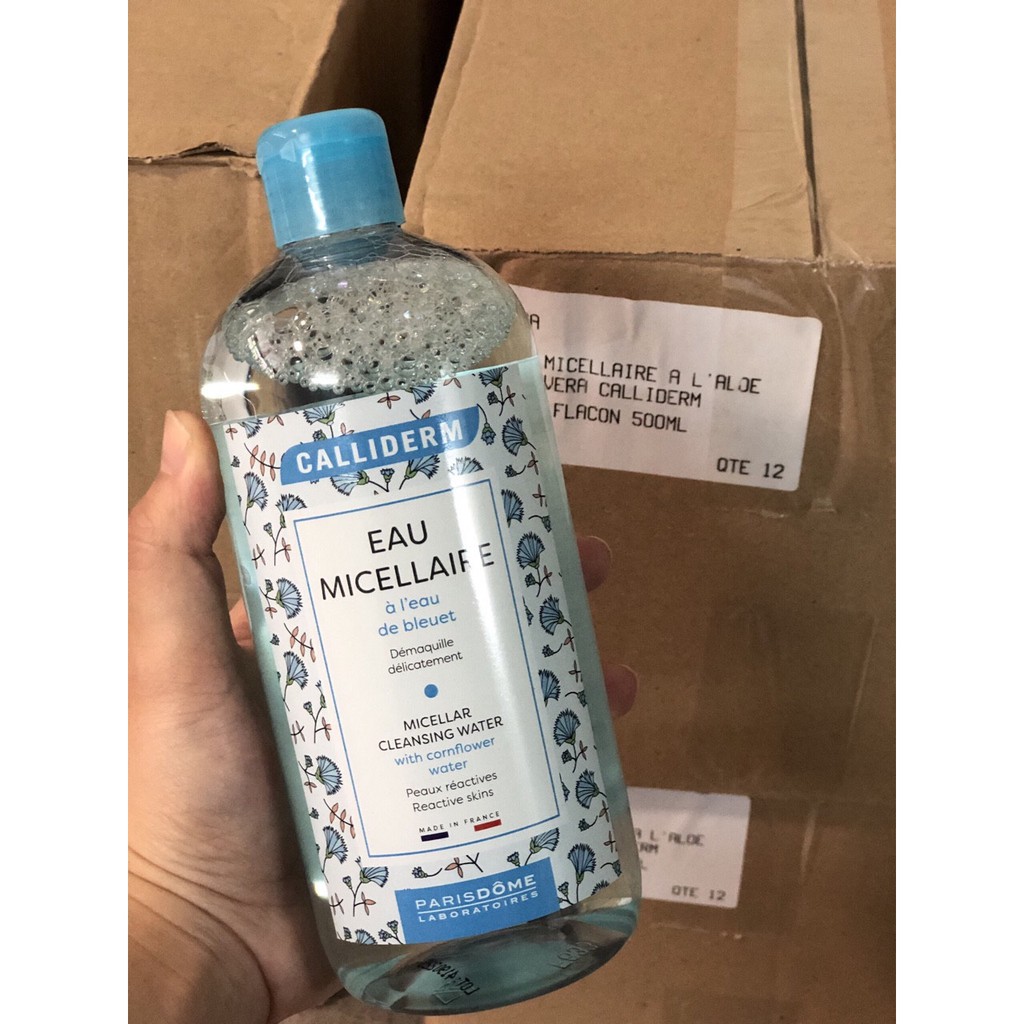 CALLIDERM
EAU
MICELLAIRE
à l'eau
de bleuet
Démaquille
délicatement
MICELLAR
CLEANSING WATER
with cornflower
water
Peaux réactives
Reactive skins
MADE IN FRANCE
PARISDÔME
LABORATOIRES
MICELLAIRE A L'ALOE
VERA CALLIDERM
FLACON 500ML
QTE 12
A L'ALOE
QTE 12